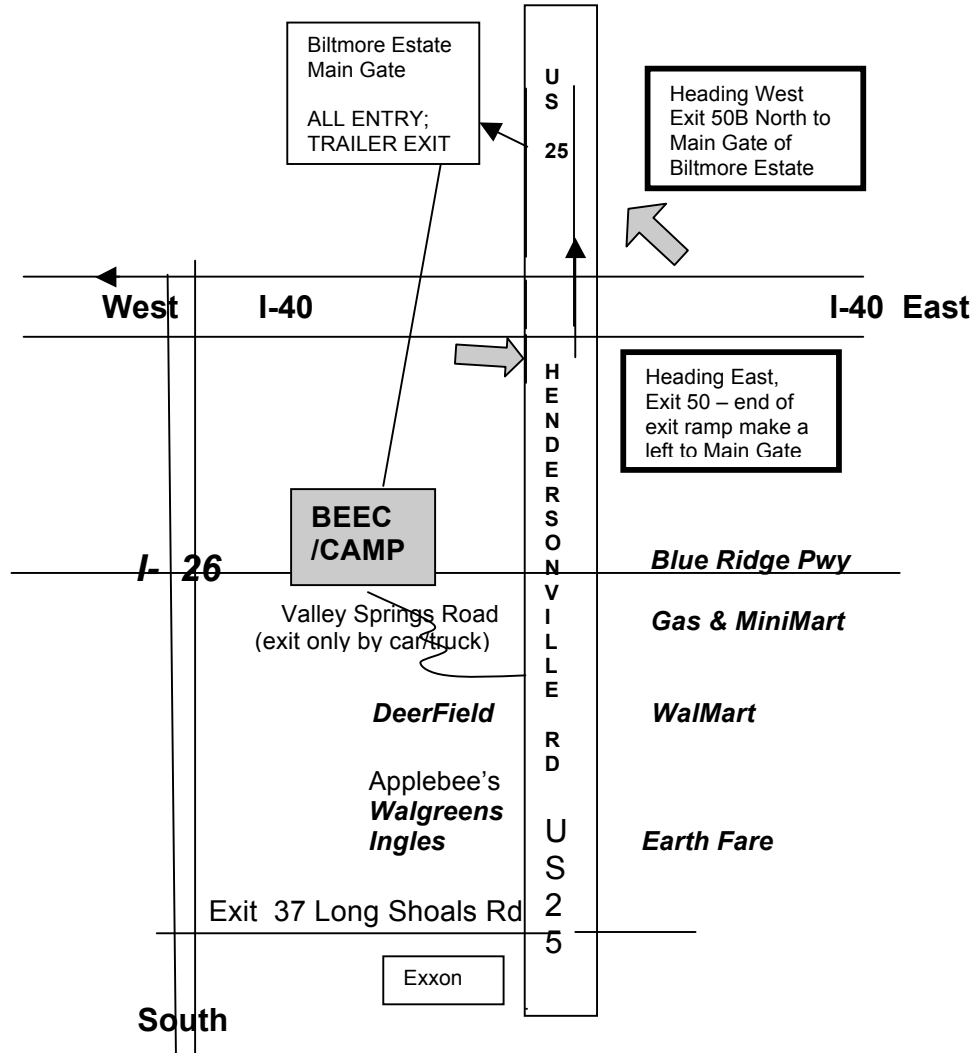 Biltmore Estate
Main Gate
ALL ENTRY;
TRAILER EXIT
U
S
25
Heading West
Exit 50B North to
Main Gate of
Biltmore Estate
West
I-40
I-40 East
H
E
N
D
E
R
S
O
N
V
I
L
L
E
R
D
Heading East,
Exit 50 – end of
exit ramp make a
left to Main Gate
BEEC
/CAMP
I- 26
Blue Ridge Pwy
Valley Springs Road
(exit only by car/truck)
Gas & MiniMart
DeerField
WalMart
Applebee's
Walgreens
Ingles
U
S
2
5
Earth Fare
Exit 37 Long Shoals Rd
Exxon
South